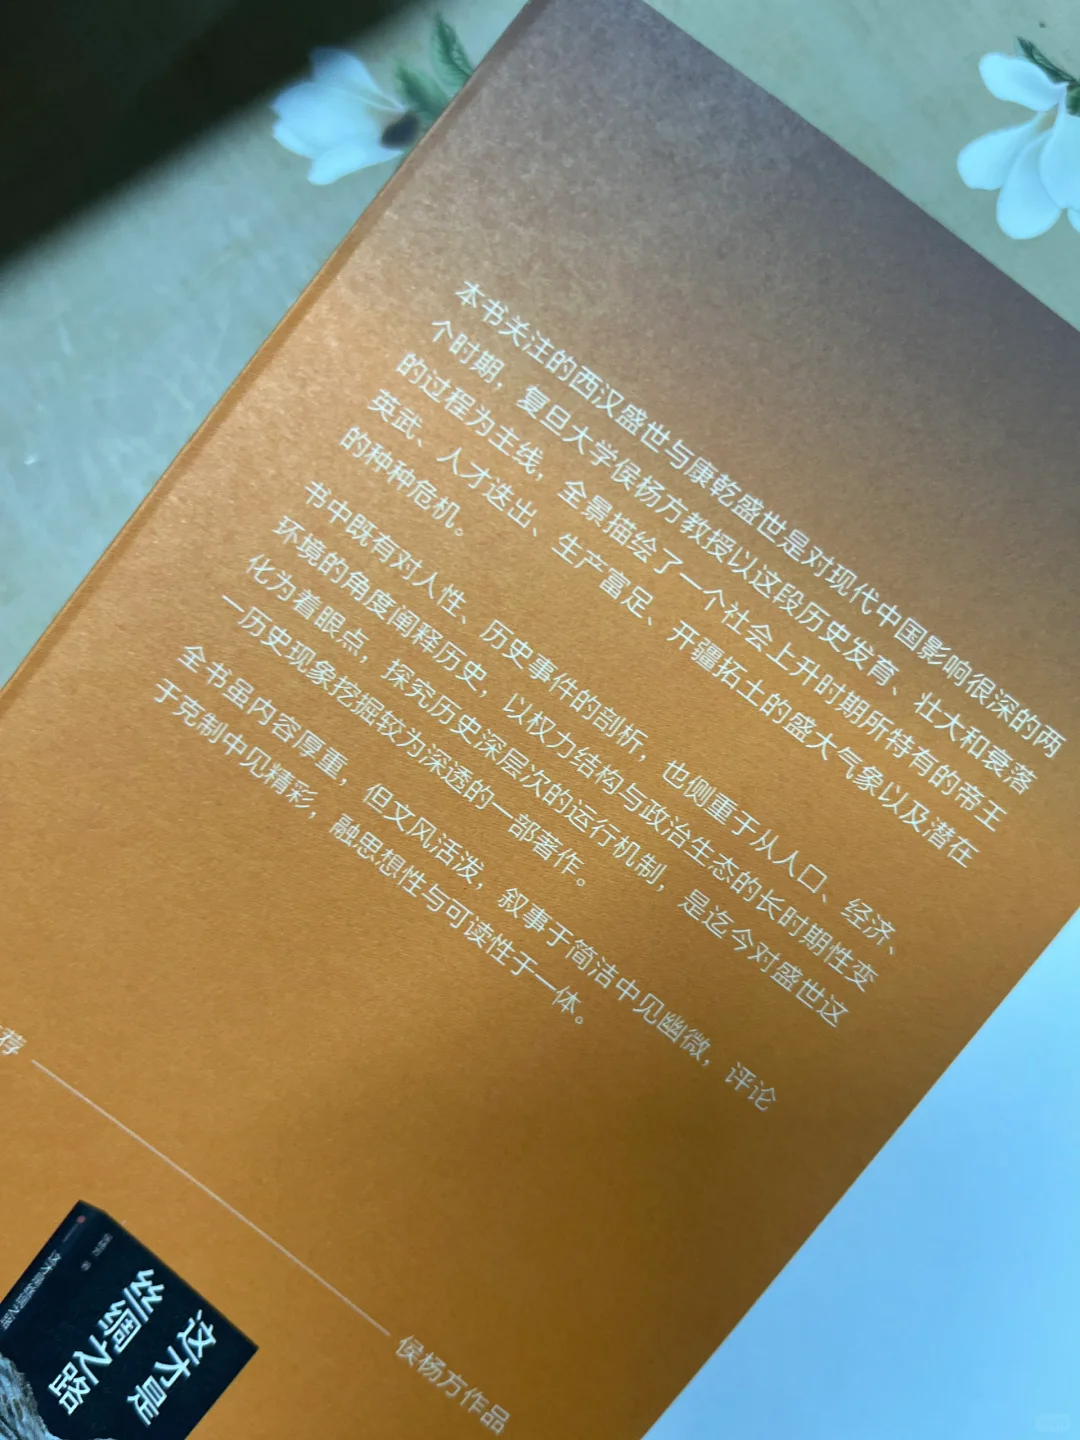 本书关注的西汉盛世与康乾盛世是对现代中国影响很深的两
个时期，复旦大学侯杨方教授以这段历史发育、壮大和衰落
的过程为主线，全景描绘了一个社会上升时期所特有的帝王
英武、人才迭出、生产富足、开疆拓土的盛大气象以及潜在
的种种危机。
书中既有对人性、历史事件的剖析，也侧重于从人口、经济、
环境的角度阐释历史，以权力结构与政治生态的长时期性变
化为着眼点，探究历史深层次的运行机制，是迄今对盛世这
一历史现象挖掘较为深透的一部著作。
全书虽内容厚重，但文风活泼，叙事于简洁中见幽微，评论
于克制中见精彩，融思想性与可读性于一体。
荐
侯杨方作品
这才是
丝绸之路